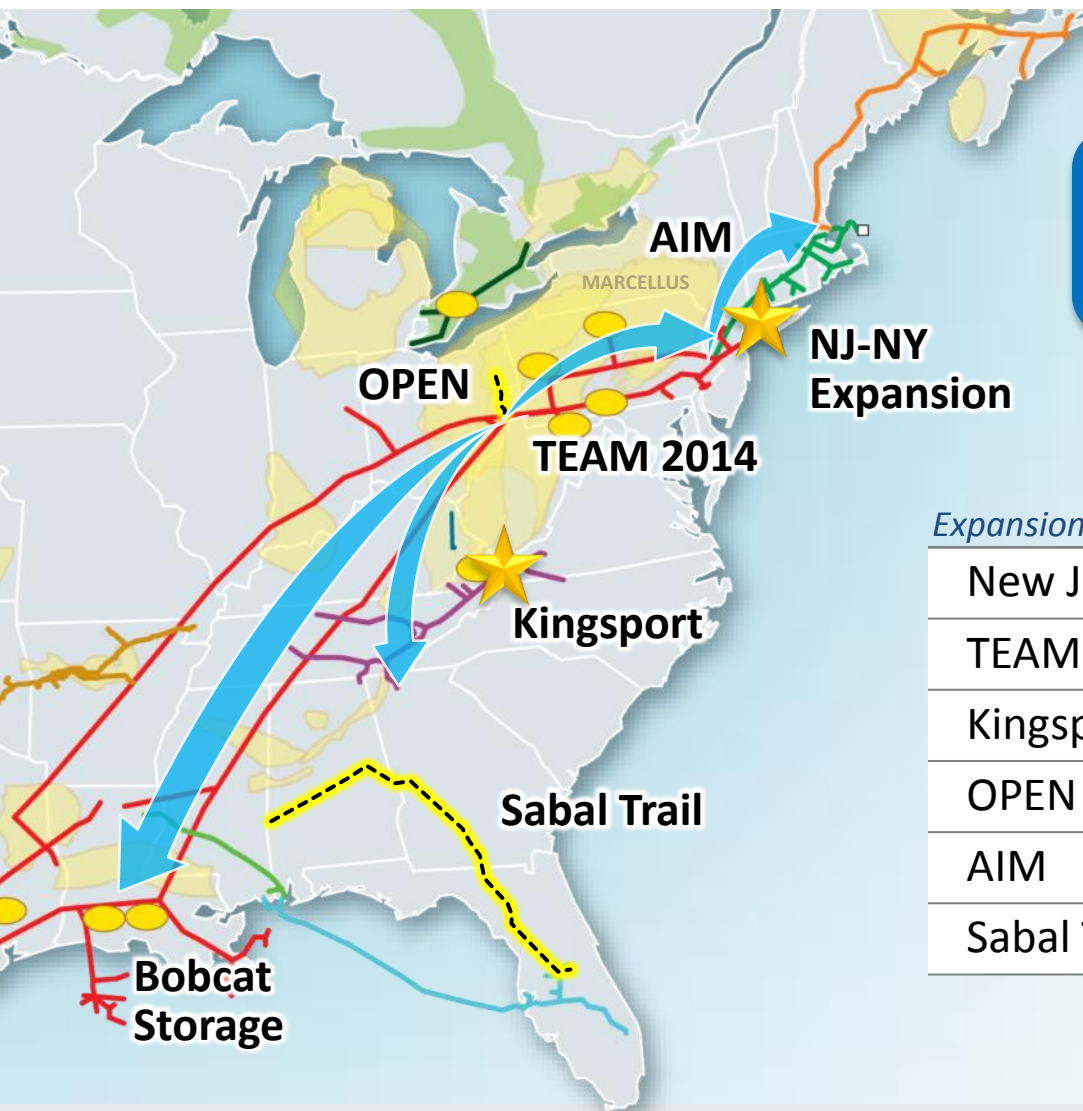 AIM
MARCELLUS
NJ-NY
Expansion
OPEN
TEAM 2014
Kingsport
Sabal Trail
Bobcat
Storage
Expansion
New J
TEAM
Kingsp
OPEN
AIM
Sabal